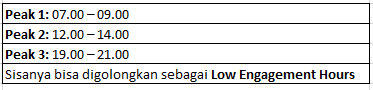 Peak 1: 07.00 – 09.00
Peak 2: 12.00 – 14.00
Peak 3: 19.00 – 21.00
Sisanya bisa digolongkan sebagai Low Engagement Hours